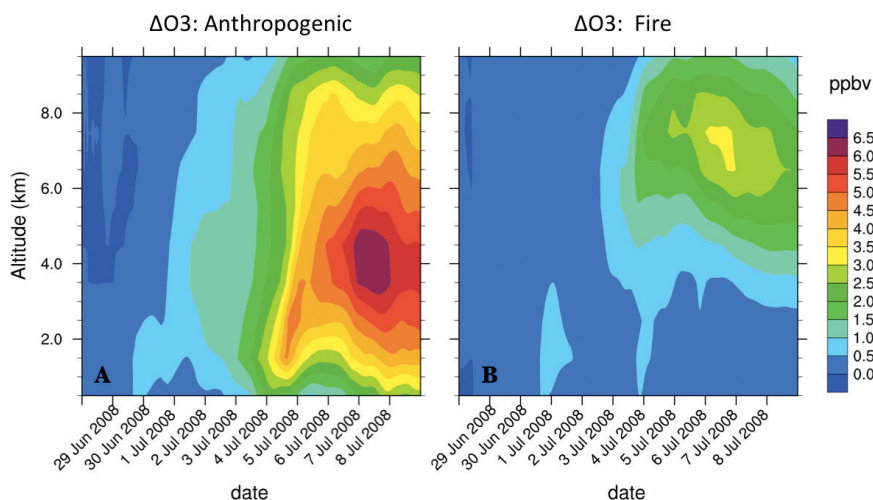 ΔO3: Anthropogenic
ΔO3: Fire
ppbv
8.0
6.0
4.0
2.0
Altitude (km)
A
B
6.5
6.0
5.5
5.0
4.5
4.0
3.5
3.0
2.5
2.0
1.5
1.0
0.5
0.0
29 Jun 2008
30 Jun 2008
1 Jul 2008
2 Jul 2008
3 Jul 2008
4 Jul 2008
5 Jul 2008
6 Jul 2008
7 Jul 2008
8 Jul 2008
29 Jun 2008
30 Jun 2008
1 Jul 2008
2 Jul 2008
3 Jul 2008
4 Jul 2008
5 Jul 2008
6 Jul 2008
7 Jul 2008
8 Jul 2008
date
date